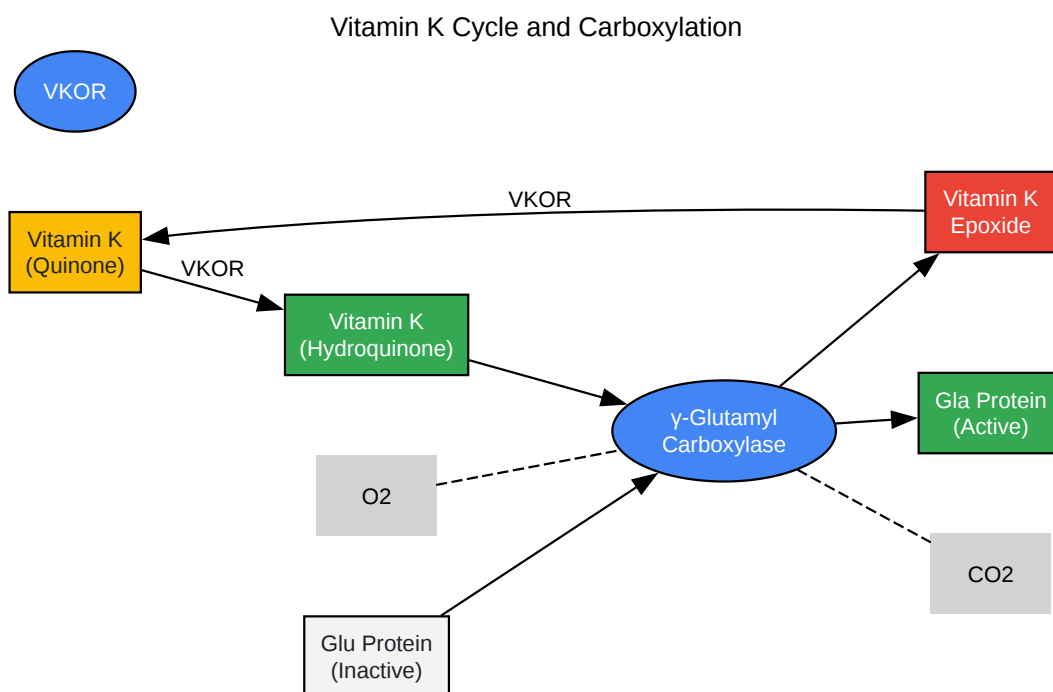 Vitamin K Cycle and Carboxylation
VKOR
VKOR
Vitamin K
Epoxide
Vitamin K
(Quinone)
VKOR
Vitamin K
(Hydroquinone)
γ-Glutamyl
Carboxylase
Gla Protein
(Active)
O2
CO2
Glu Protein
(Inactive)